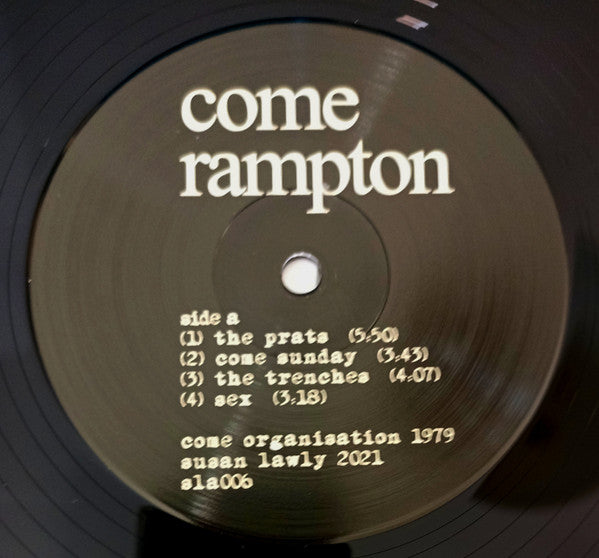 come
rampton
side a
(1) the prats (5:50)
(2) come sunday (3:43)
(3) the trenches (4:07)
(4) sex (3:18)
come organisation 1979
susan lawly 2021
sla006